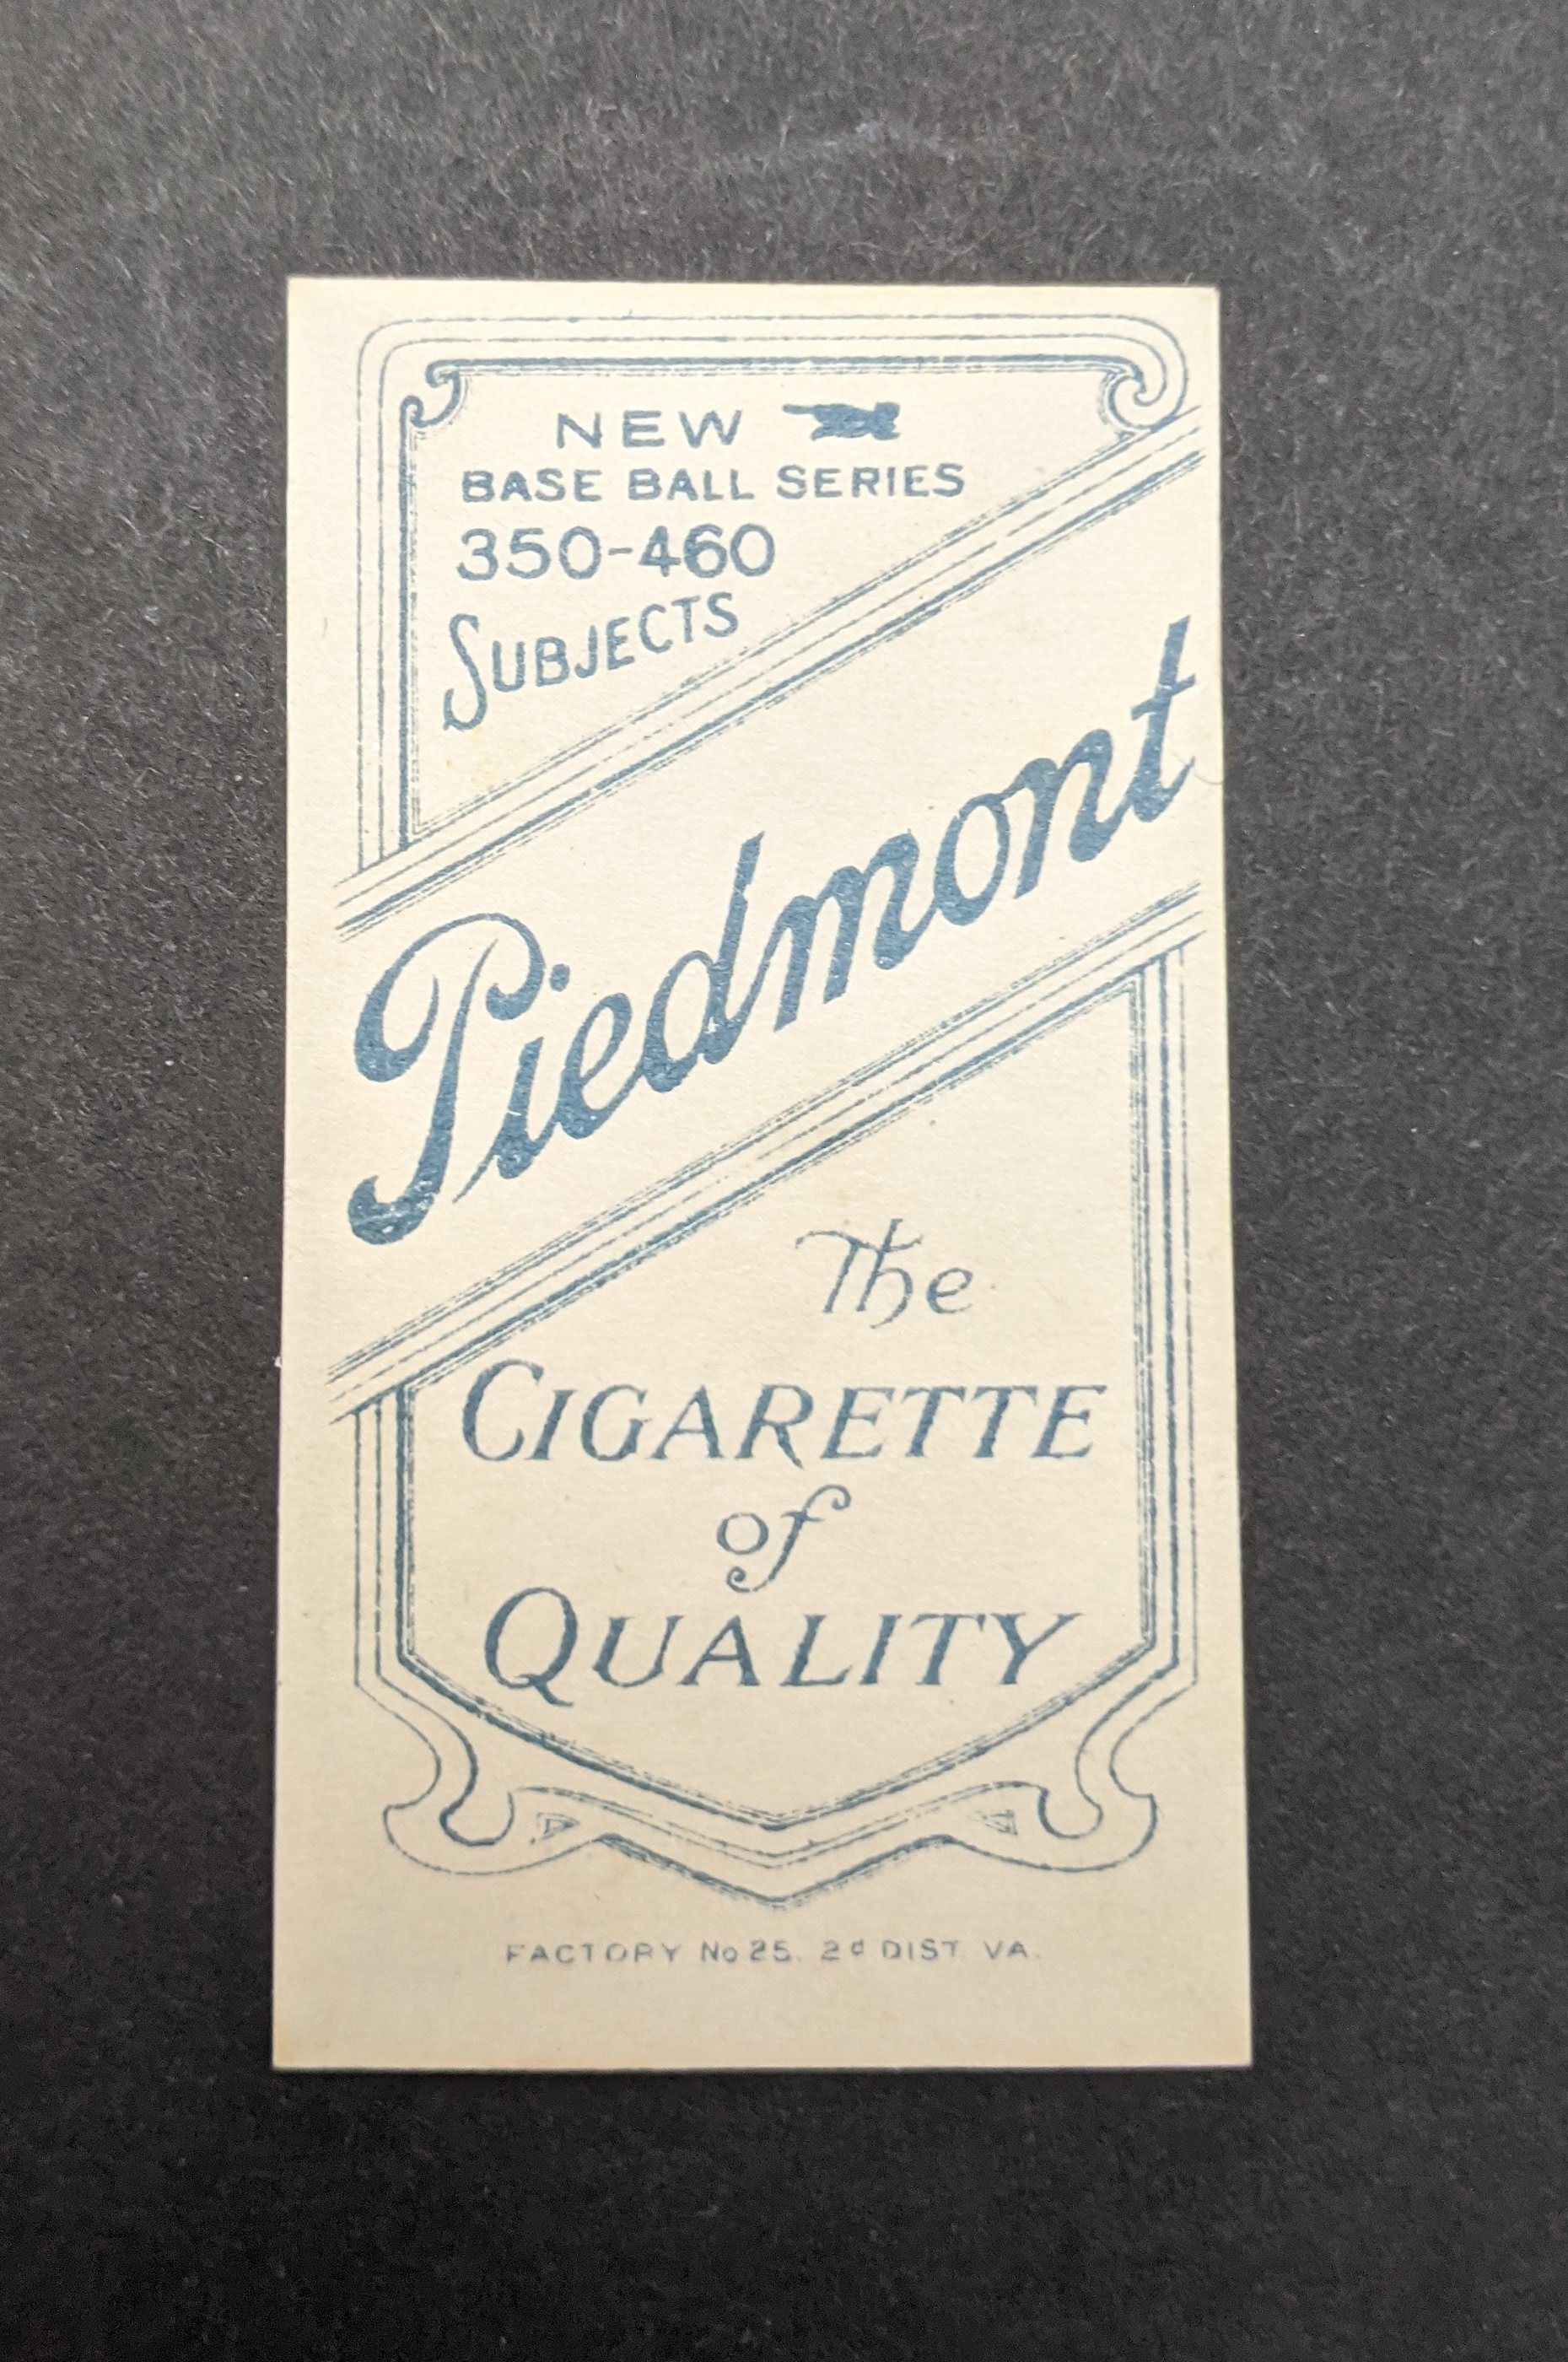 NEW
BASE BALL SERIES
350-460
SUBJECTS
Piedmont
The
CIGARETTE
of
QUALITY
FACTORY No 25. 2d DIST. VA.